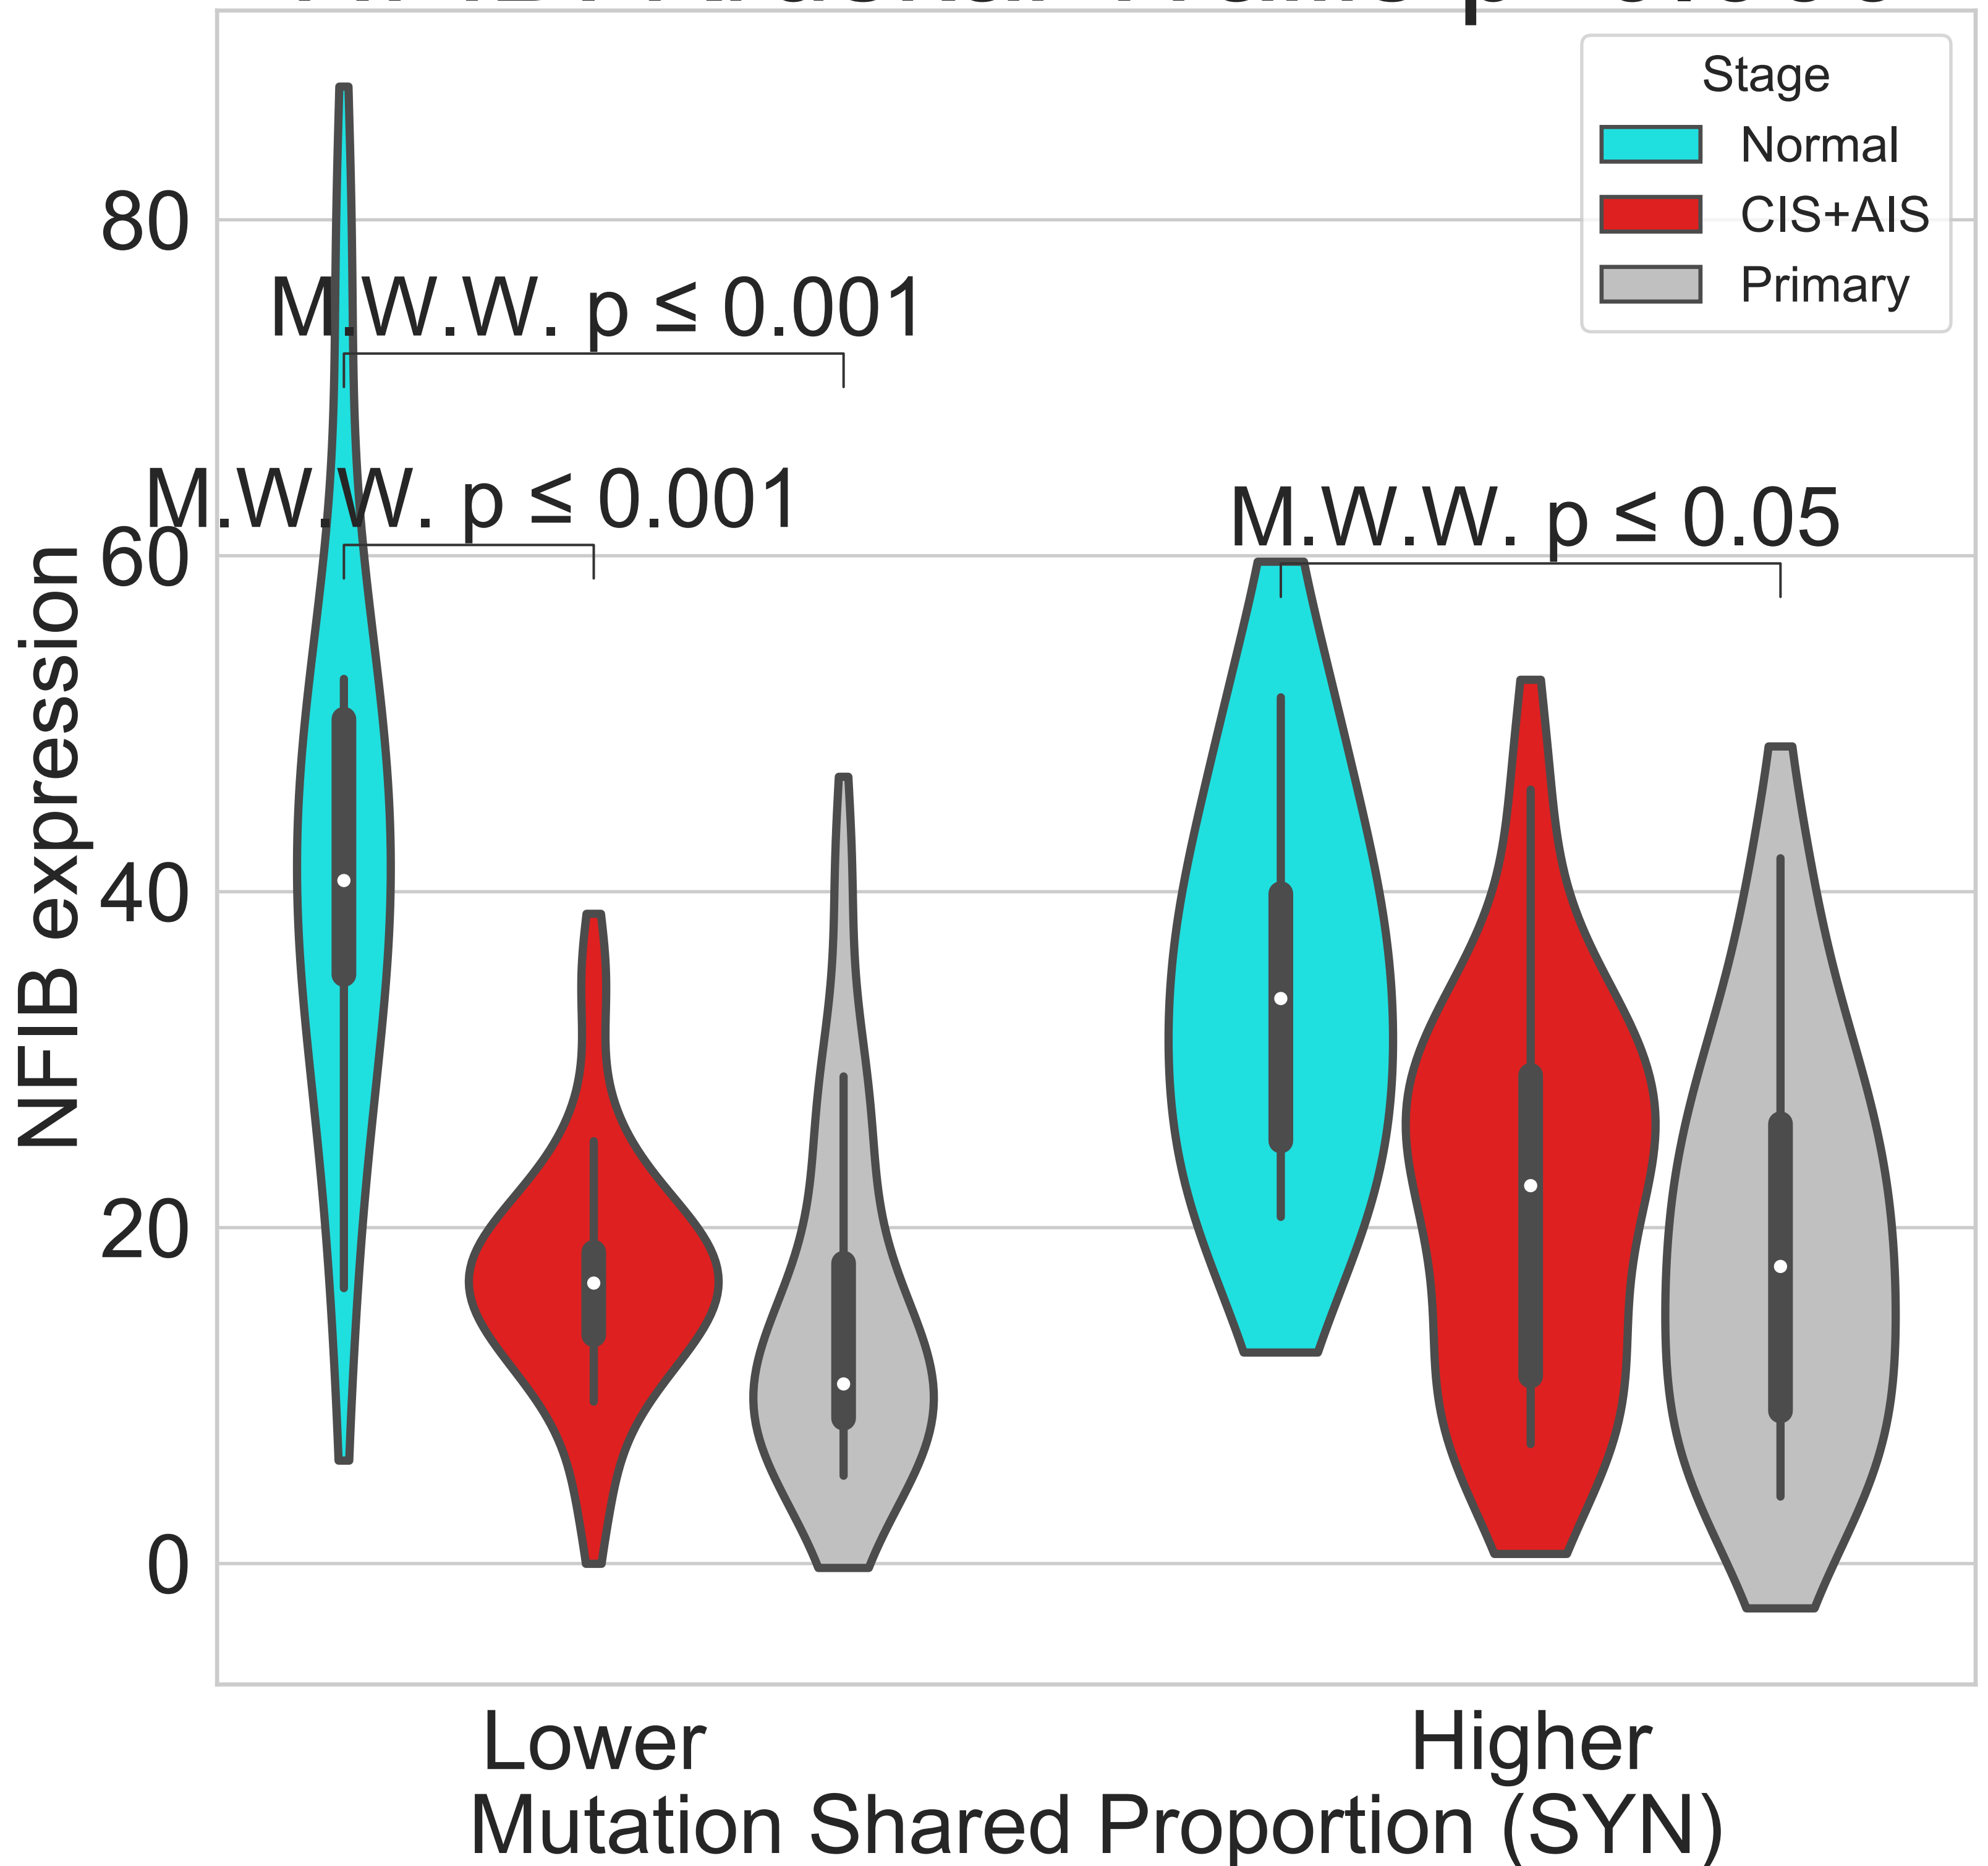 Stage
Normal
CIS+AIS
Primary
80
60
40
20
0
NFIB expression
M.W.W. p ≤ 0.001
M.W.W. p ≤ 0.001
M.W.W. p ≤ 0.05
Lower
Higher
Mutation Shared Proportion (SYN)